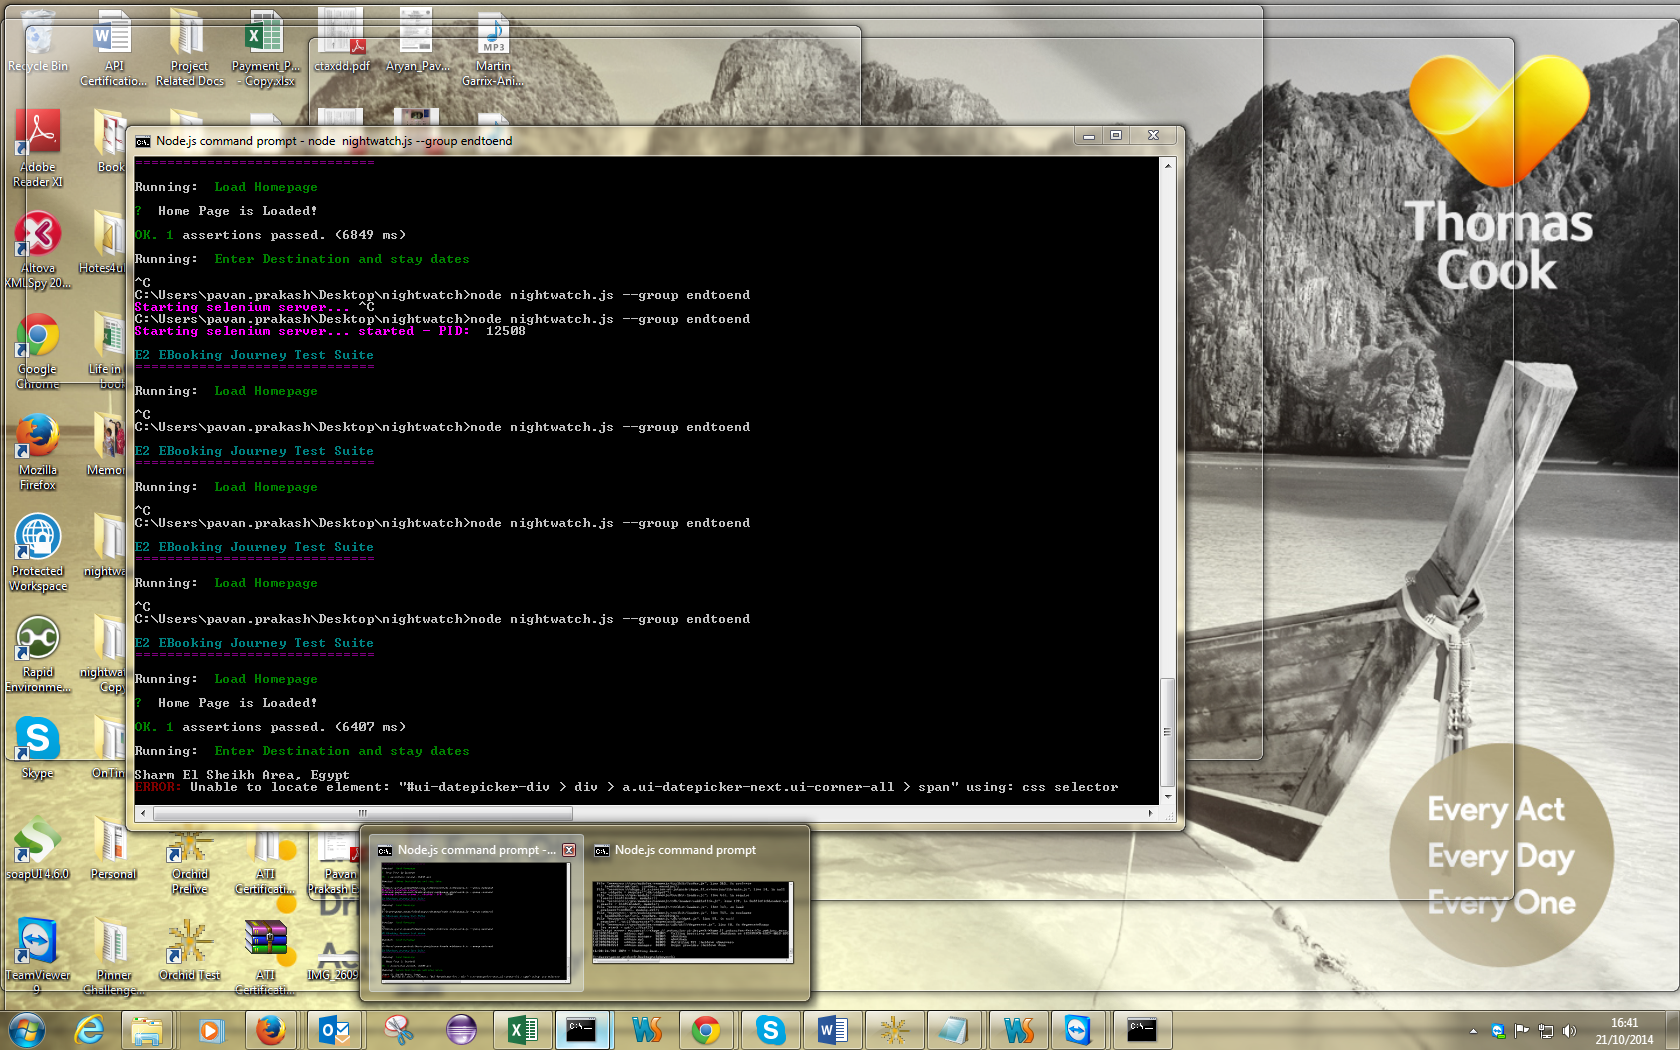 Recycle Bin
API Certificatio...
Project Related Docs
Payment_P... - Copy.xlsx
ctaxdd.pdf
Aryan_Pav...
MP3
Martin Garrix-Ani...
Thomas
Cook
Adobe Reader XI
Book
Altova XMLSpy 20...
Hotes4u
Google Chrome
Life in book
Mozilla Firefox
Memor
Protected Workspace
nightwa
Rapid Environme...
nightwat Copy
Skype
OnTin
Node.js command prompt - node  nightwatch.js --group endtoend
==============================
Running:  Load Homepage
?  Home Page is Loaded!
OK. 1 assertions passed. (6849 ms)
Running:  Enter Destination and stay dates
^C
C:\Users\pavan.prakash\Desktop\nightwatch>node nightwatch.js --group endtoend
Starting selenium server... ^C
C:\Users\pavan.prakash\Desktop\nightwatch>node nightwatch.js --group endtoend
Starting selenium server... started - PID:  12508
E2 EBooking Journey Test Suite
==============================
Running:  Load Homepage
^C
C:\Users\pavan.prakash\Desktop\nightwatch>node nightwatch.js --group endtoend
E2 EBooking Journey Test Suite
==============================
Running:  Load Homepage
^C
C:\Users\pavan.prakash\Desktop\nightwatch>node nightwatch.js --group endtoend
E2 EBooking Journey Test Suite
==============================
Running:  Load Homepage
^C
C:\Users\pavan.prakash\Desktop\nightwatch>node nightwatch.js --group endtoend
E2 EBooking Journey Test Suite
==============================
Running:  Load Homepage
?  Home Page is Loaded!
OK. 1 assertions passed. (6407 ms)
Running:  Enter Destination and stay dates
Sharm El Sheikh Area, Egypt
ERROR: Unable to locate element: "#ui-datepicker-div > div > a.ui-datepicker-next.ui-corner-all > span" using: css selector
Every Act
Every Day
Every One
soapUI 4.6.0
Personal
Orchid Prelive
ATI Certificati...
Pavan Prakash E...
TeamViewer 9
Pinner Challenge...
Orchid Test
ATI Certificati...
IMG_2609
Node.js command prompt -...
Node.js command prompt
16:41
21/10/2014